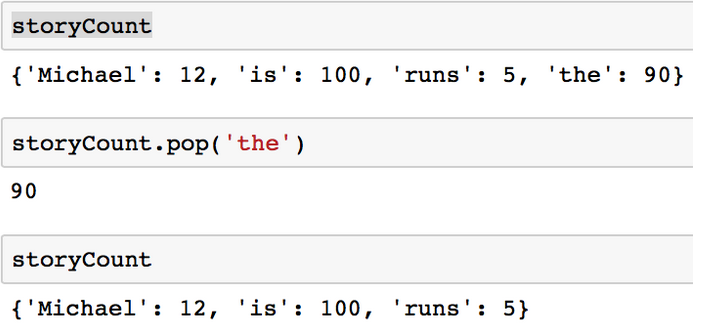 storyCount
{'Michael': 12, 'is': 100, 'runs': 5, 'the': 90}
storyCount.pop('the')
90
storyCount
{'Michael': 12, 'is': 100, 'runs': 5}